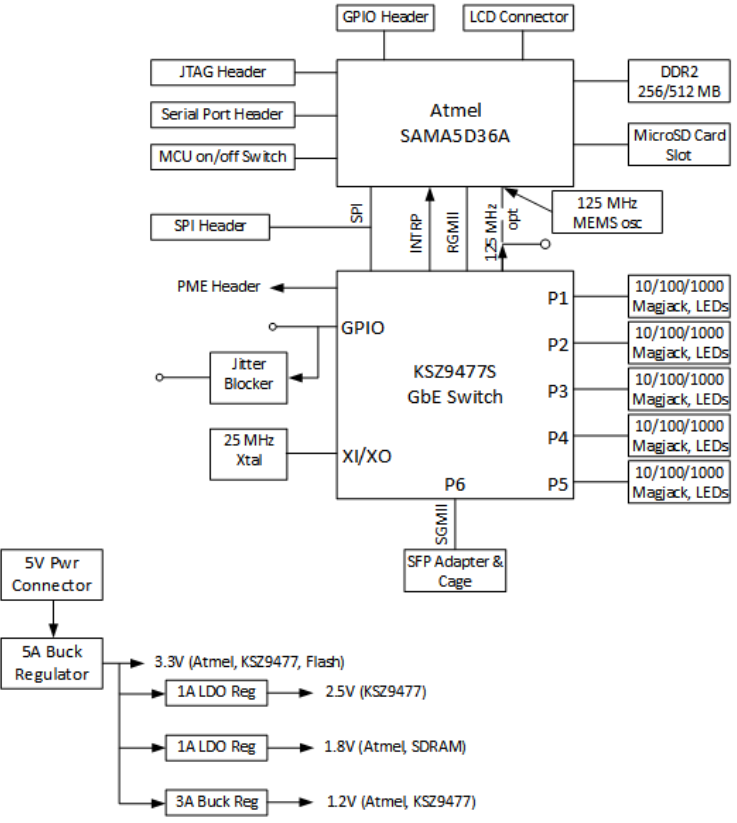 GPIO Header
LCD Connector
JTAG Header
Serial Port Header
MCU on/off Switch
Atmel
SAMA5D36A
DDR2
256/512 MB
MicroSD Card
Slot
125 MHz
MEMS osc
SPI Header
SPI
INTRP
RGMII
125 MHz
opt
PME Header
GPIO
Jitter
Blocker
25 MHz
Xtal
XI/XO
KSZ9477S
GbE Switch
P1
P2
P3
P4
P5
P6
10/100/1000
Magjack, LEDs
10/100/1000
Magjack, LEDs
10/100/1000
Magjack, LEDs
10/100/1000
Magjack, LEDs
10/100/1000
Magjack, LEDs
SGMII
SFP Adapter &
Cage
5V Pwr
Connector
5A Buck
Regulator
3.3V (Atmel, KSZ9477, Flash)
1A LDO Reg
2.5V (KSZ9477)
1A LDO Reg
1.8V (Atmel, SDRAM)
3A Buck Reg
1.2V (Atmel, KSZ9477)